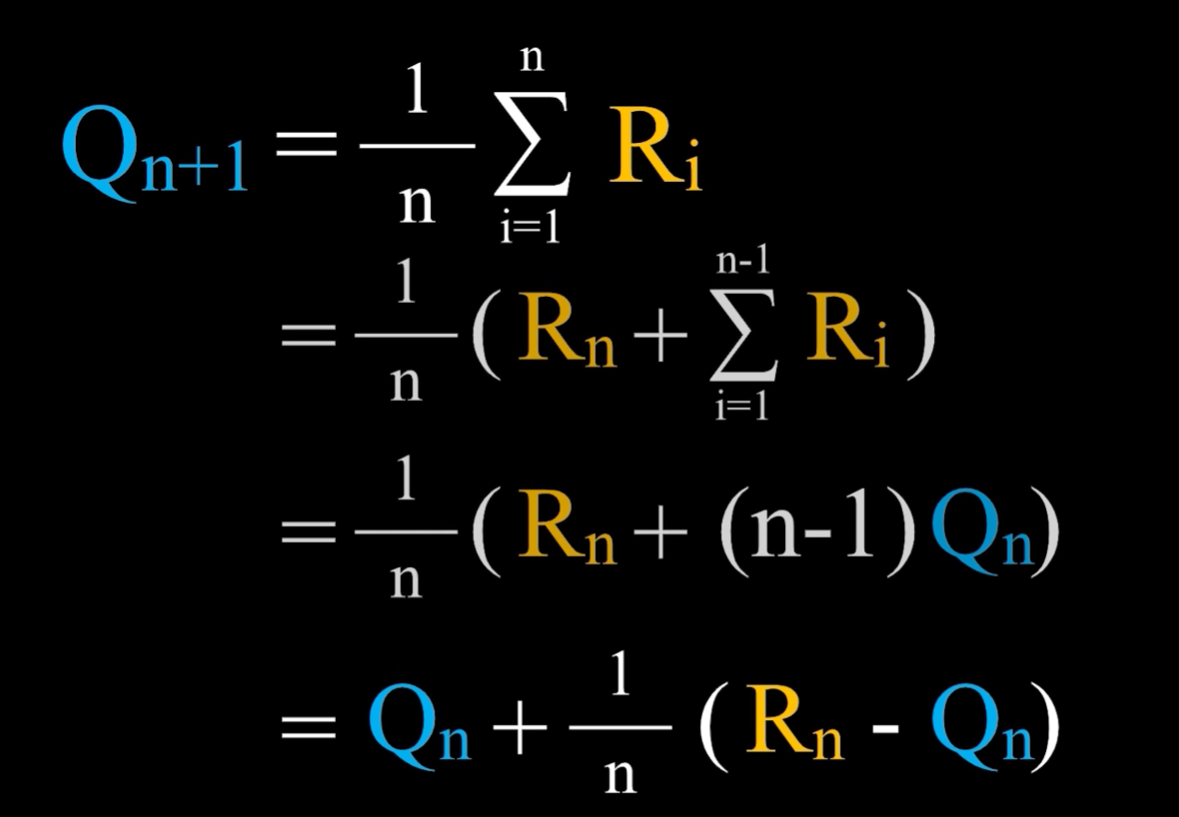 Qn+1 = 1/n n∑i=1 Ri
= 1/n ( Rn + n-1∑i=1 Ri )
= 1/n ( Rn + (n-1) Qn )
= Qn + 1/n ( Rn - Qn )